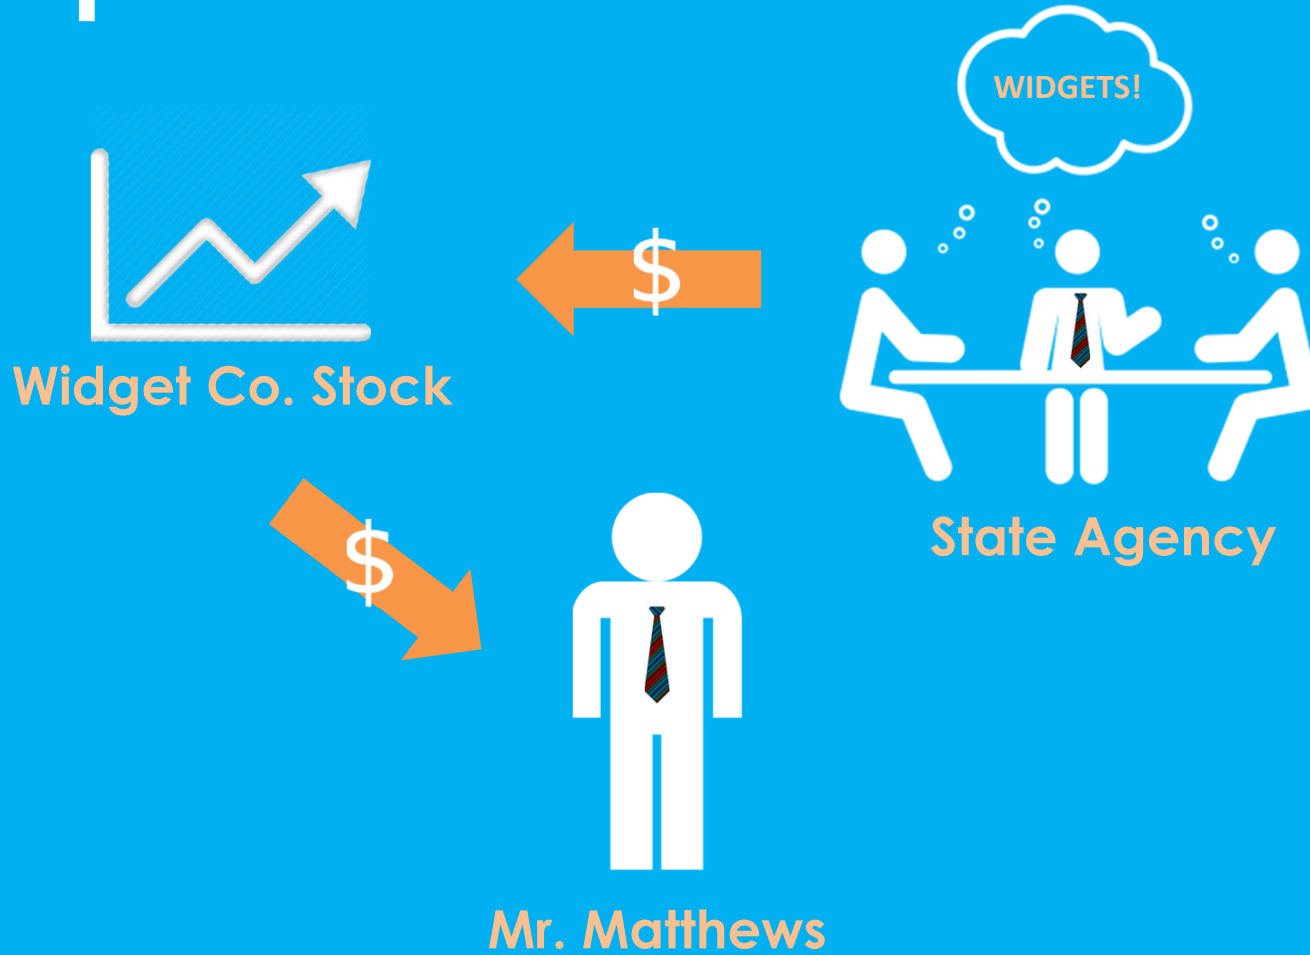 WIDGETS!
$
Widget Co. Stock
$
State Agency
Mr. Matthews